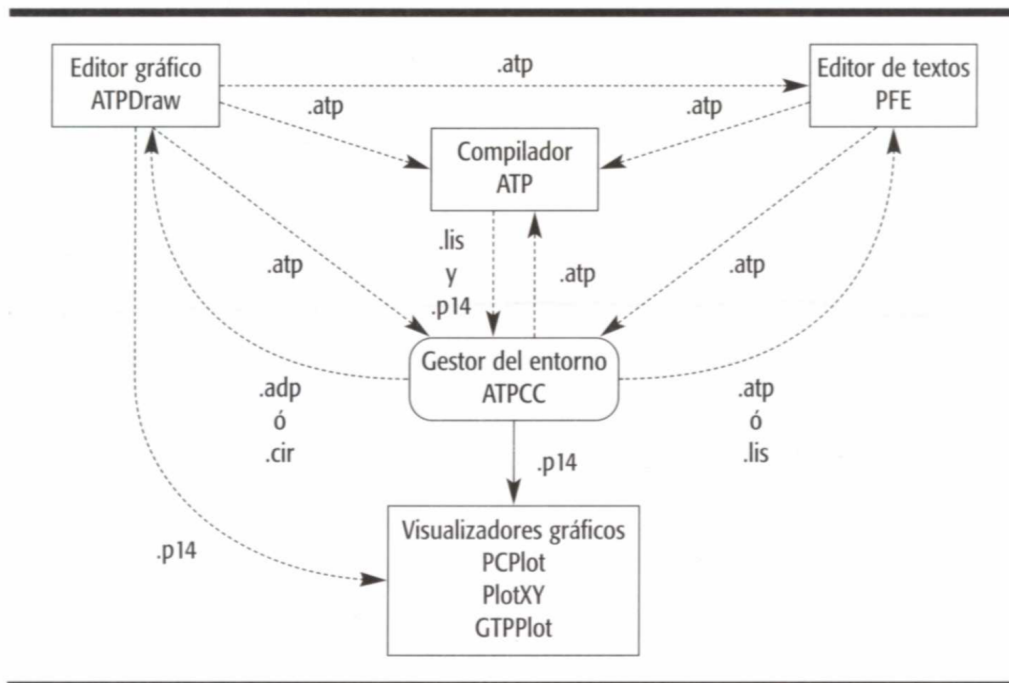 Editor gráfico
ATPDraw
.atp
Editor de textos
PFE
.atp
.atp
Compilador
ATP
.lis
y
.p14
.atp
.atp
.atp
Gestor del entorno
ATPCC
.adp
ó
.cir
.atp
ó
.lis
.p14
.p14
Visualizadores gráficos
PCPlot
PlotXY
GTPPlot